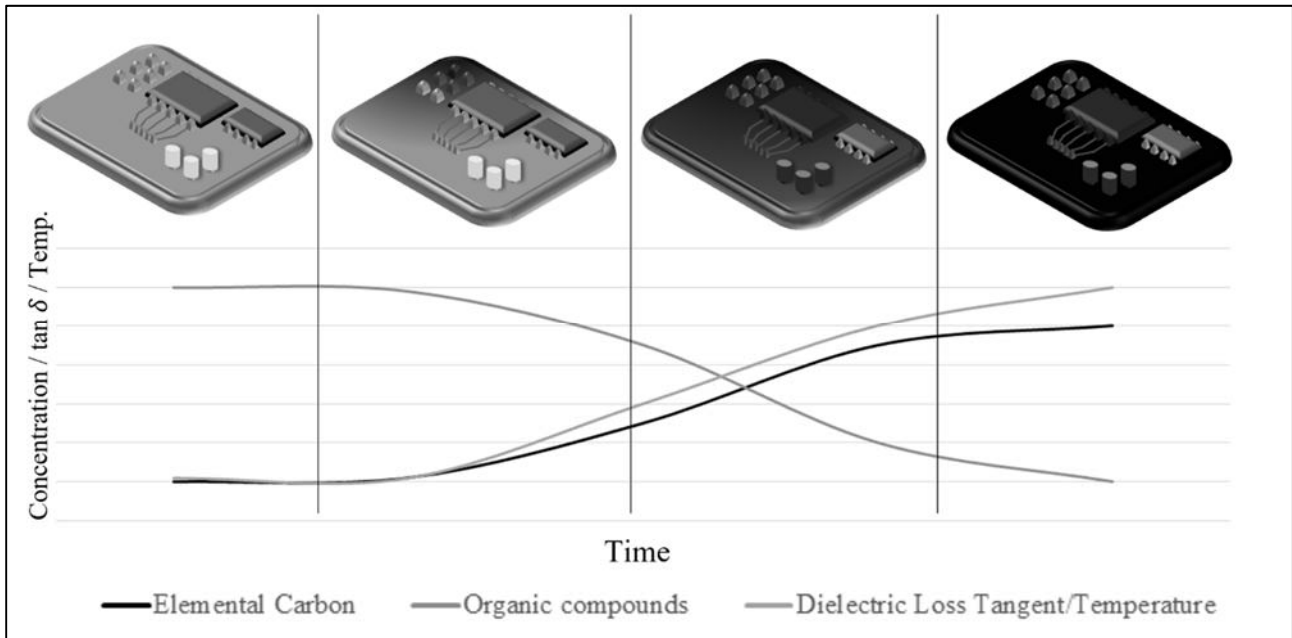 Concentration / tan δ / Temp.
Time
Elemental Carbon
Organic compounds
Dielectric Loss Tangent/Temperature